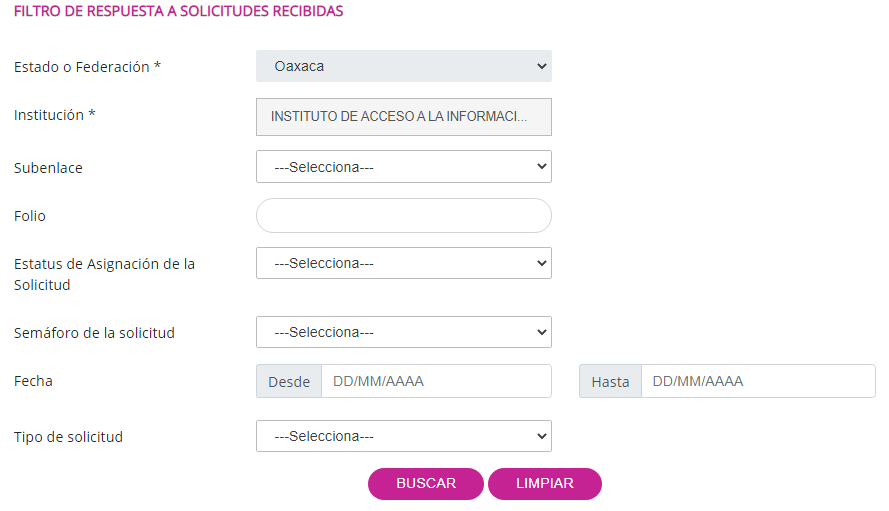 FILTRO DE RESPUESTA A SOLICITUDES RECIBIDAS
Estado o Federación *
Oaxaca
Institución *
INSTITUTO DE ACCESO A LA INFORMACI...
Subenlace
---Selecciona---
Folio
Estatus de Asignación de la
Solicitud
---Selecciona---
Semáforo de la solicitud
---Selecciona---
Fecha
Desde
DD/MM/AAAA
Hasta
DD/MM/AAAA
Tipo de solicitud
---Selecciona---
BUSCAR
LIMPIAR